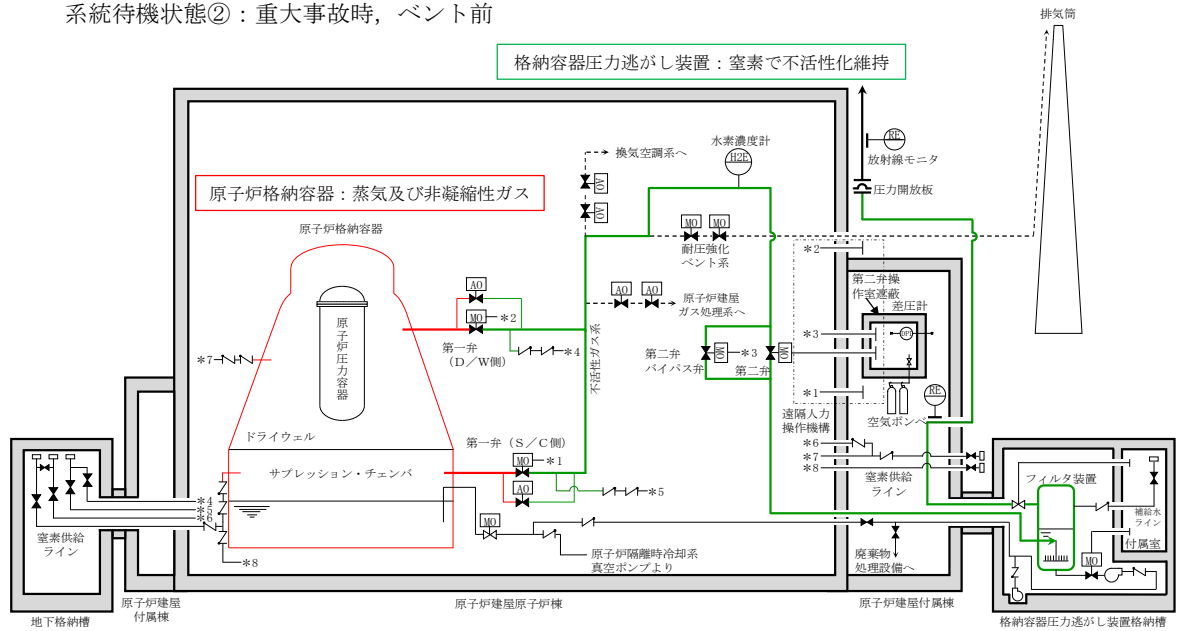 系統待機状態②：重大事故時，ベント前
排気筒
格納容器圧力逃がし装置：窒素で不活性化維持
RE
放射線モニタ
水素濃度計
H2E
換気空調系へ
AO
AO
圧力開放板
原子炉格納容器：蒸気及び非凝縮性ガス
原子炉格納容器
MO
MO
耐圧強化
ベント系
＊2
第二弁操
作室遮蔽
差圧計
DPI
AO
MO
＊2
AO
AO
原子炉建屋
ガス処理系へ
原子炉圧力容器
＊7
第一弁
（D／W側）
＊4
不活性ガス系
第二弁
バイパス弁
MO
＊3
第二弁
MO
＊3
＊1
RE
遠隔人力
操作機構
空気ボンベ
ドライウェル
第一弁（S／C側）
MO
＊1
AO
＊5
サプレッション・チェンバ
＊6
＊7
＊8
窒素供給
ライン
フィルタ装置
補給水
ライン
付属室
MO
＊4
＊5
＊6
窒素供給
ライン
＊8
MO
原子炉隔離時冷却系
真空ポンプより
廃棄物
処理設備へ
原子炉建屋
付属棟
原子炉建屋原子炉棟
原子炉建屋付属棟
地下格納槽
格納容器圧力逃がし装置格納槽